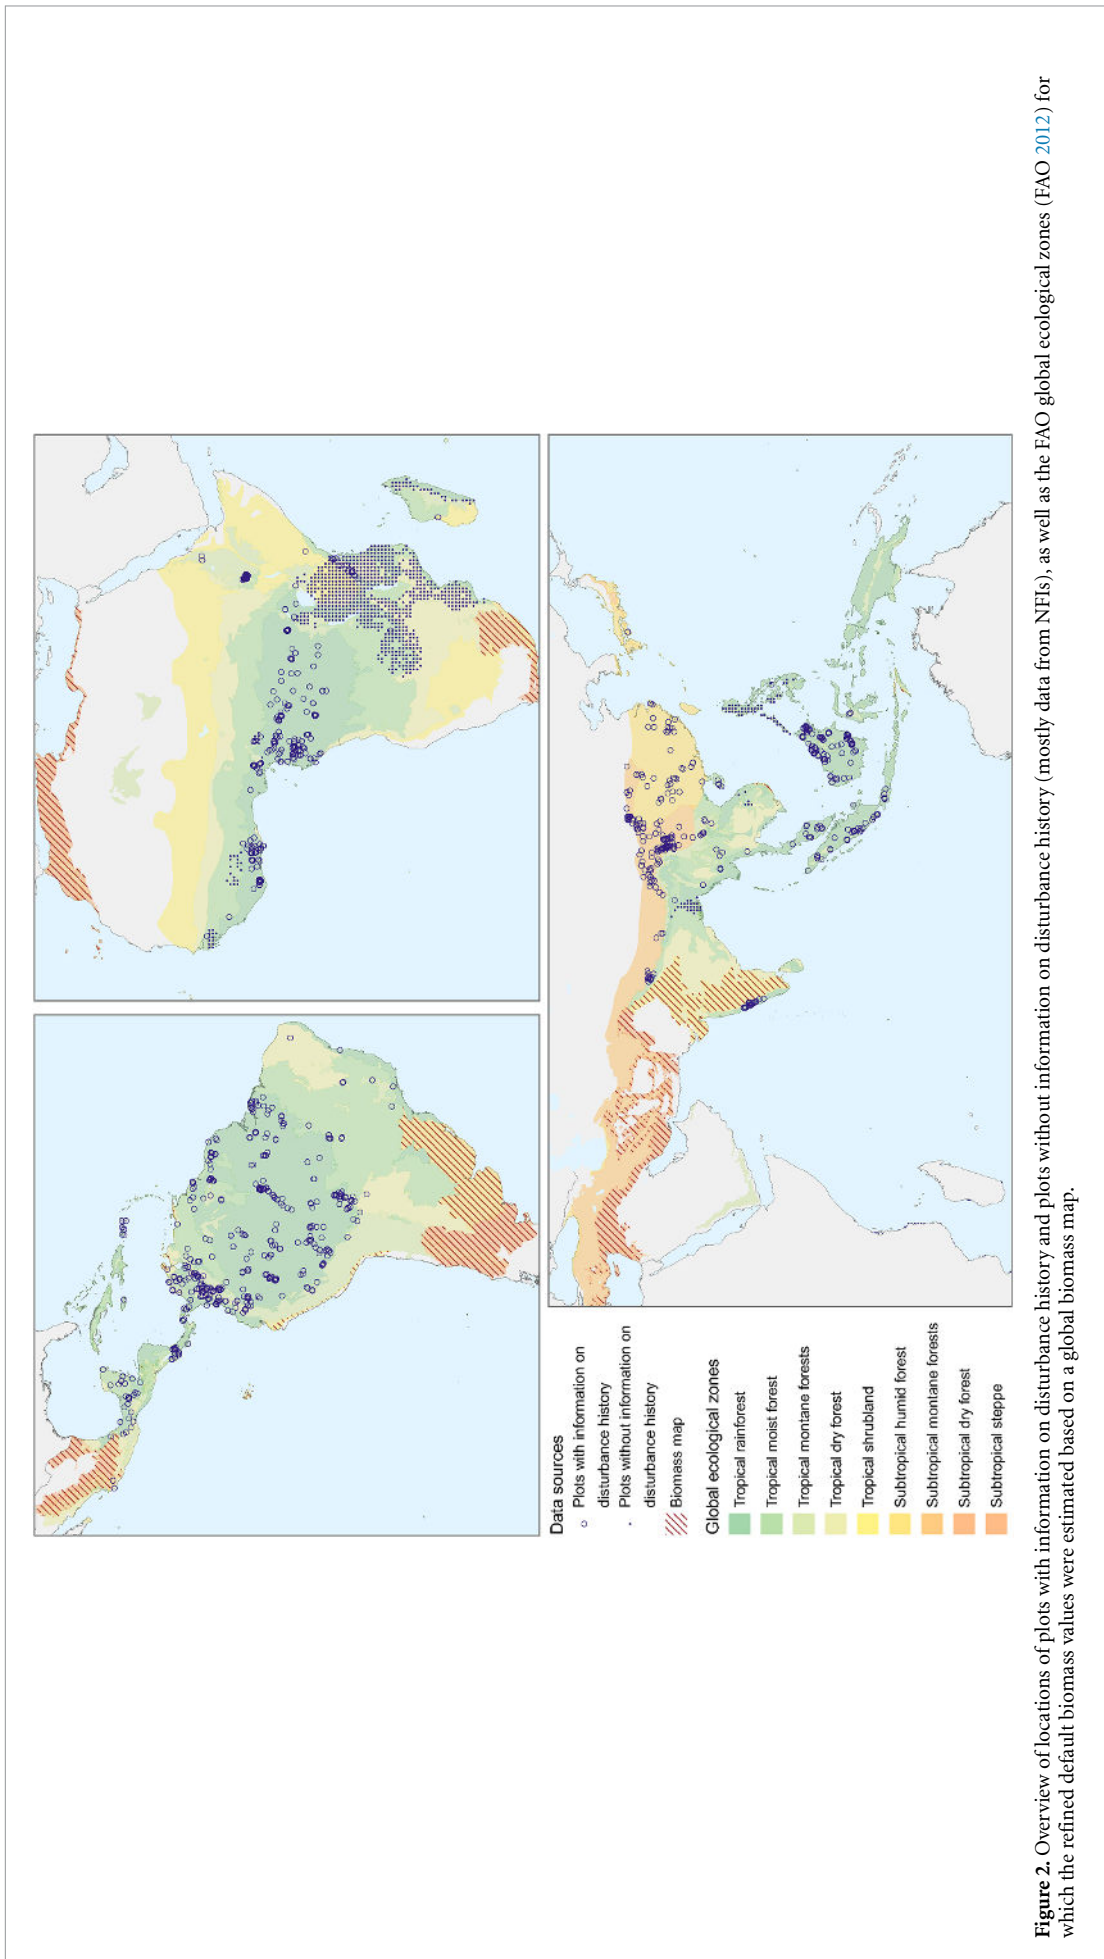 Data sources
Plots with information on
disturbance history
Plots without information on
disturbance history
Biomass map
Global ecological zones
Tropical rainforest
Tropical moist forest
Tropical montane forests
Tropical dry forest
Tropical shrubland
Subtropical humid forest
Subtropical montane forests
Subtropical dry forest
Subtropical steppe
Figure 2. Overview of locations of plots with information on disturbance history and plots without information on disturbance history (mostly data from NFIs), as well as the FAO global ecological zones (FAO 2012) for
which the refined default biomass values were estimated based on a global biomass map.